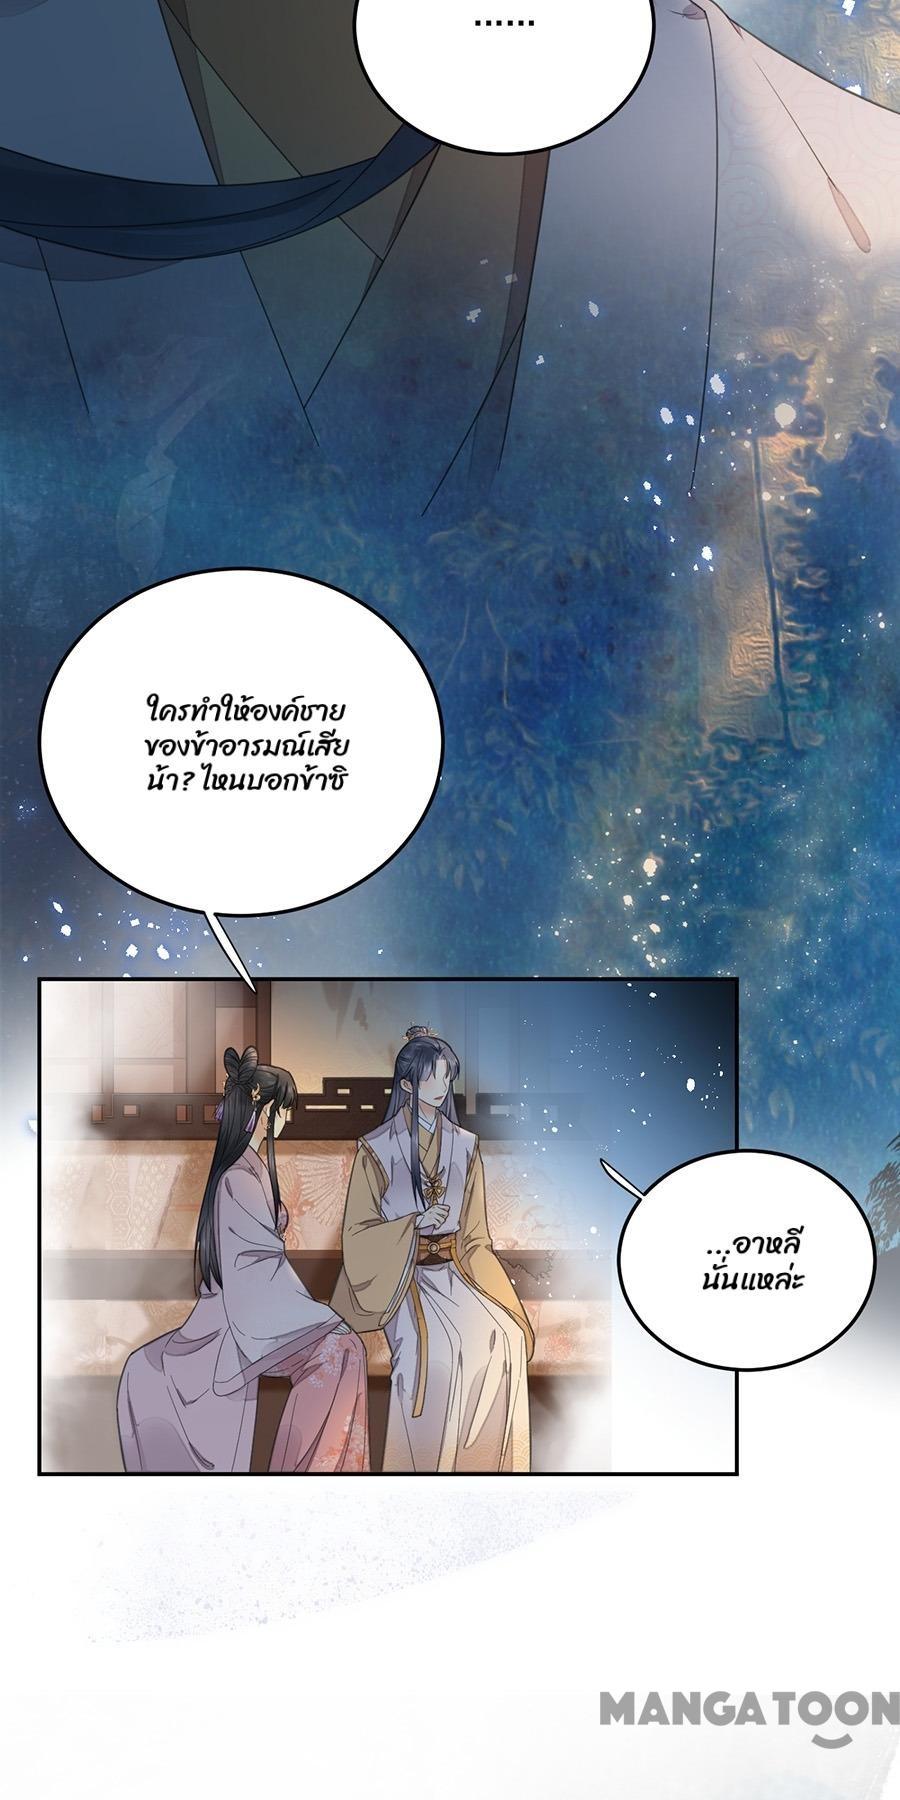 ......
ใครทำให้องค์ชาย
ของข้าอารมณ์เสีย
น้า? ไหนบอกข้าซิ
...อาหลี
นั่นแหล่ะ
MANGATOON